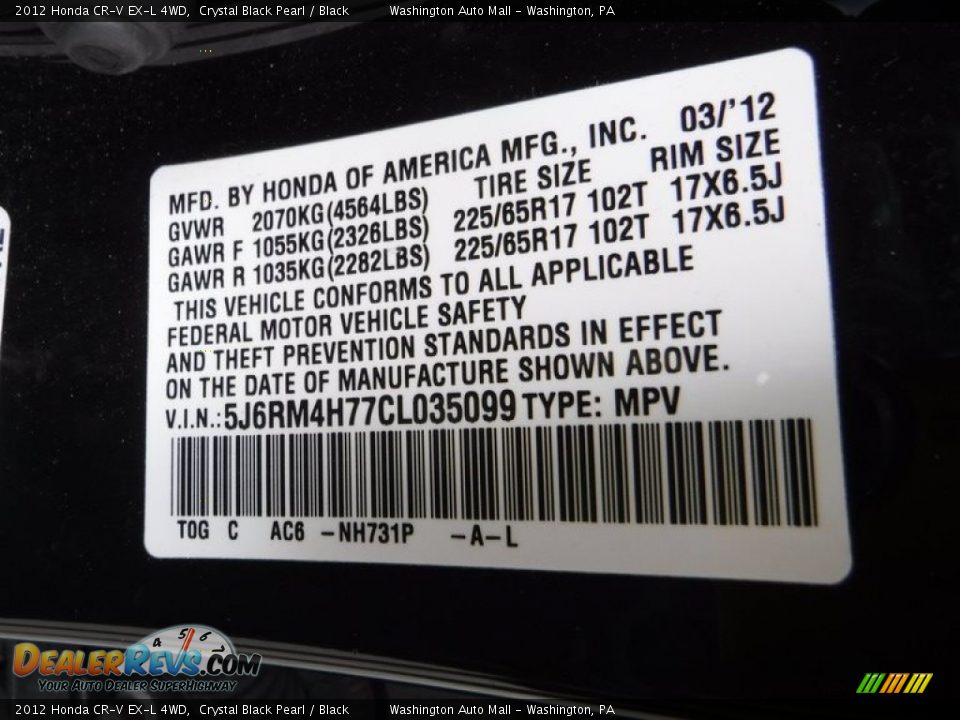 2012 Honda CR-V EX-L 4WD, Crystal Black Pearl / Black Washington Auto Mall - Washington, PA
MFD. BY HONDA OF AMERICA MFG., INC. 03/'12
GVWR 2070KG(4564LBS) TIRE SIZE RIM SIZE
GAWR F 1055KG(2326LBS) 225/65R17 102T 17X6.5J
GAWR R 1035KG(2282LBS) 225/65R17 102T 17X6.5J
THIS VEHICLE CONFORMS TO ALL APPLICABLE
FEDERAL MOTOR VEHICLE SAFETY
AND THEFT PREVENTION STANDARDS IN EFFECT
ON THE DATE OF MANUFACTURE SHOWN ABOVE.
V.I.N.: 5J6RM4H77CL035099 TYPE: MPV
TOG C AC6 -NH731P -A-L
4 5 6 7
DEALERREVS.COM
YOUR AUTO DEALER SUPERHIGHWAY
2012 Honda CR-V EX-L 4WD, Crystal Black Pearl / Black Washington Auto Mall - Washington, PA